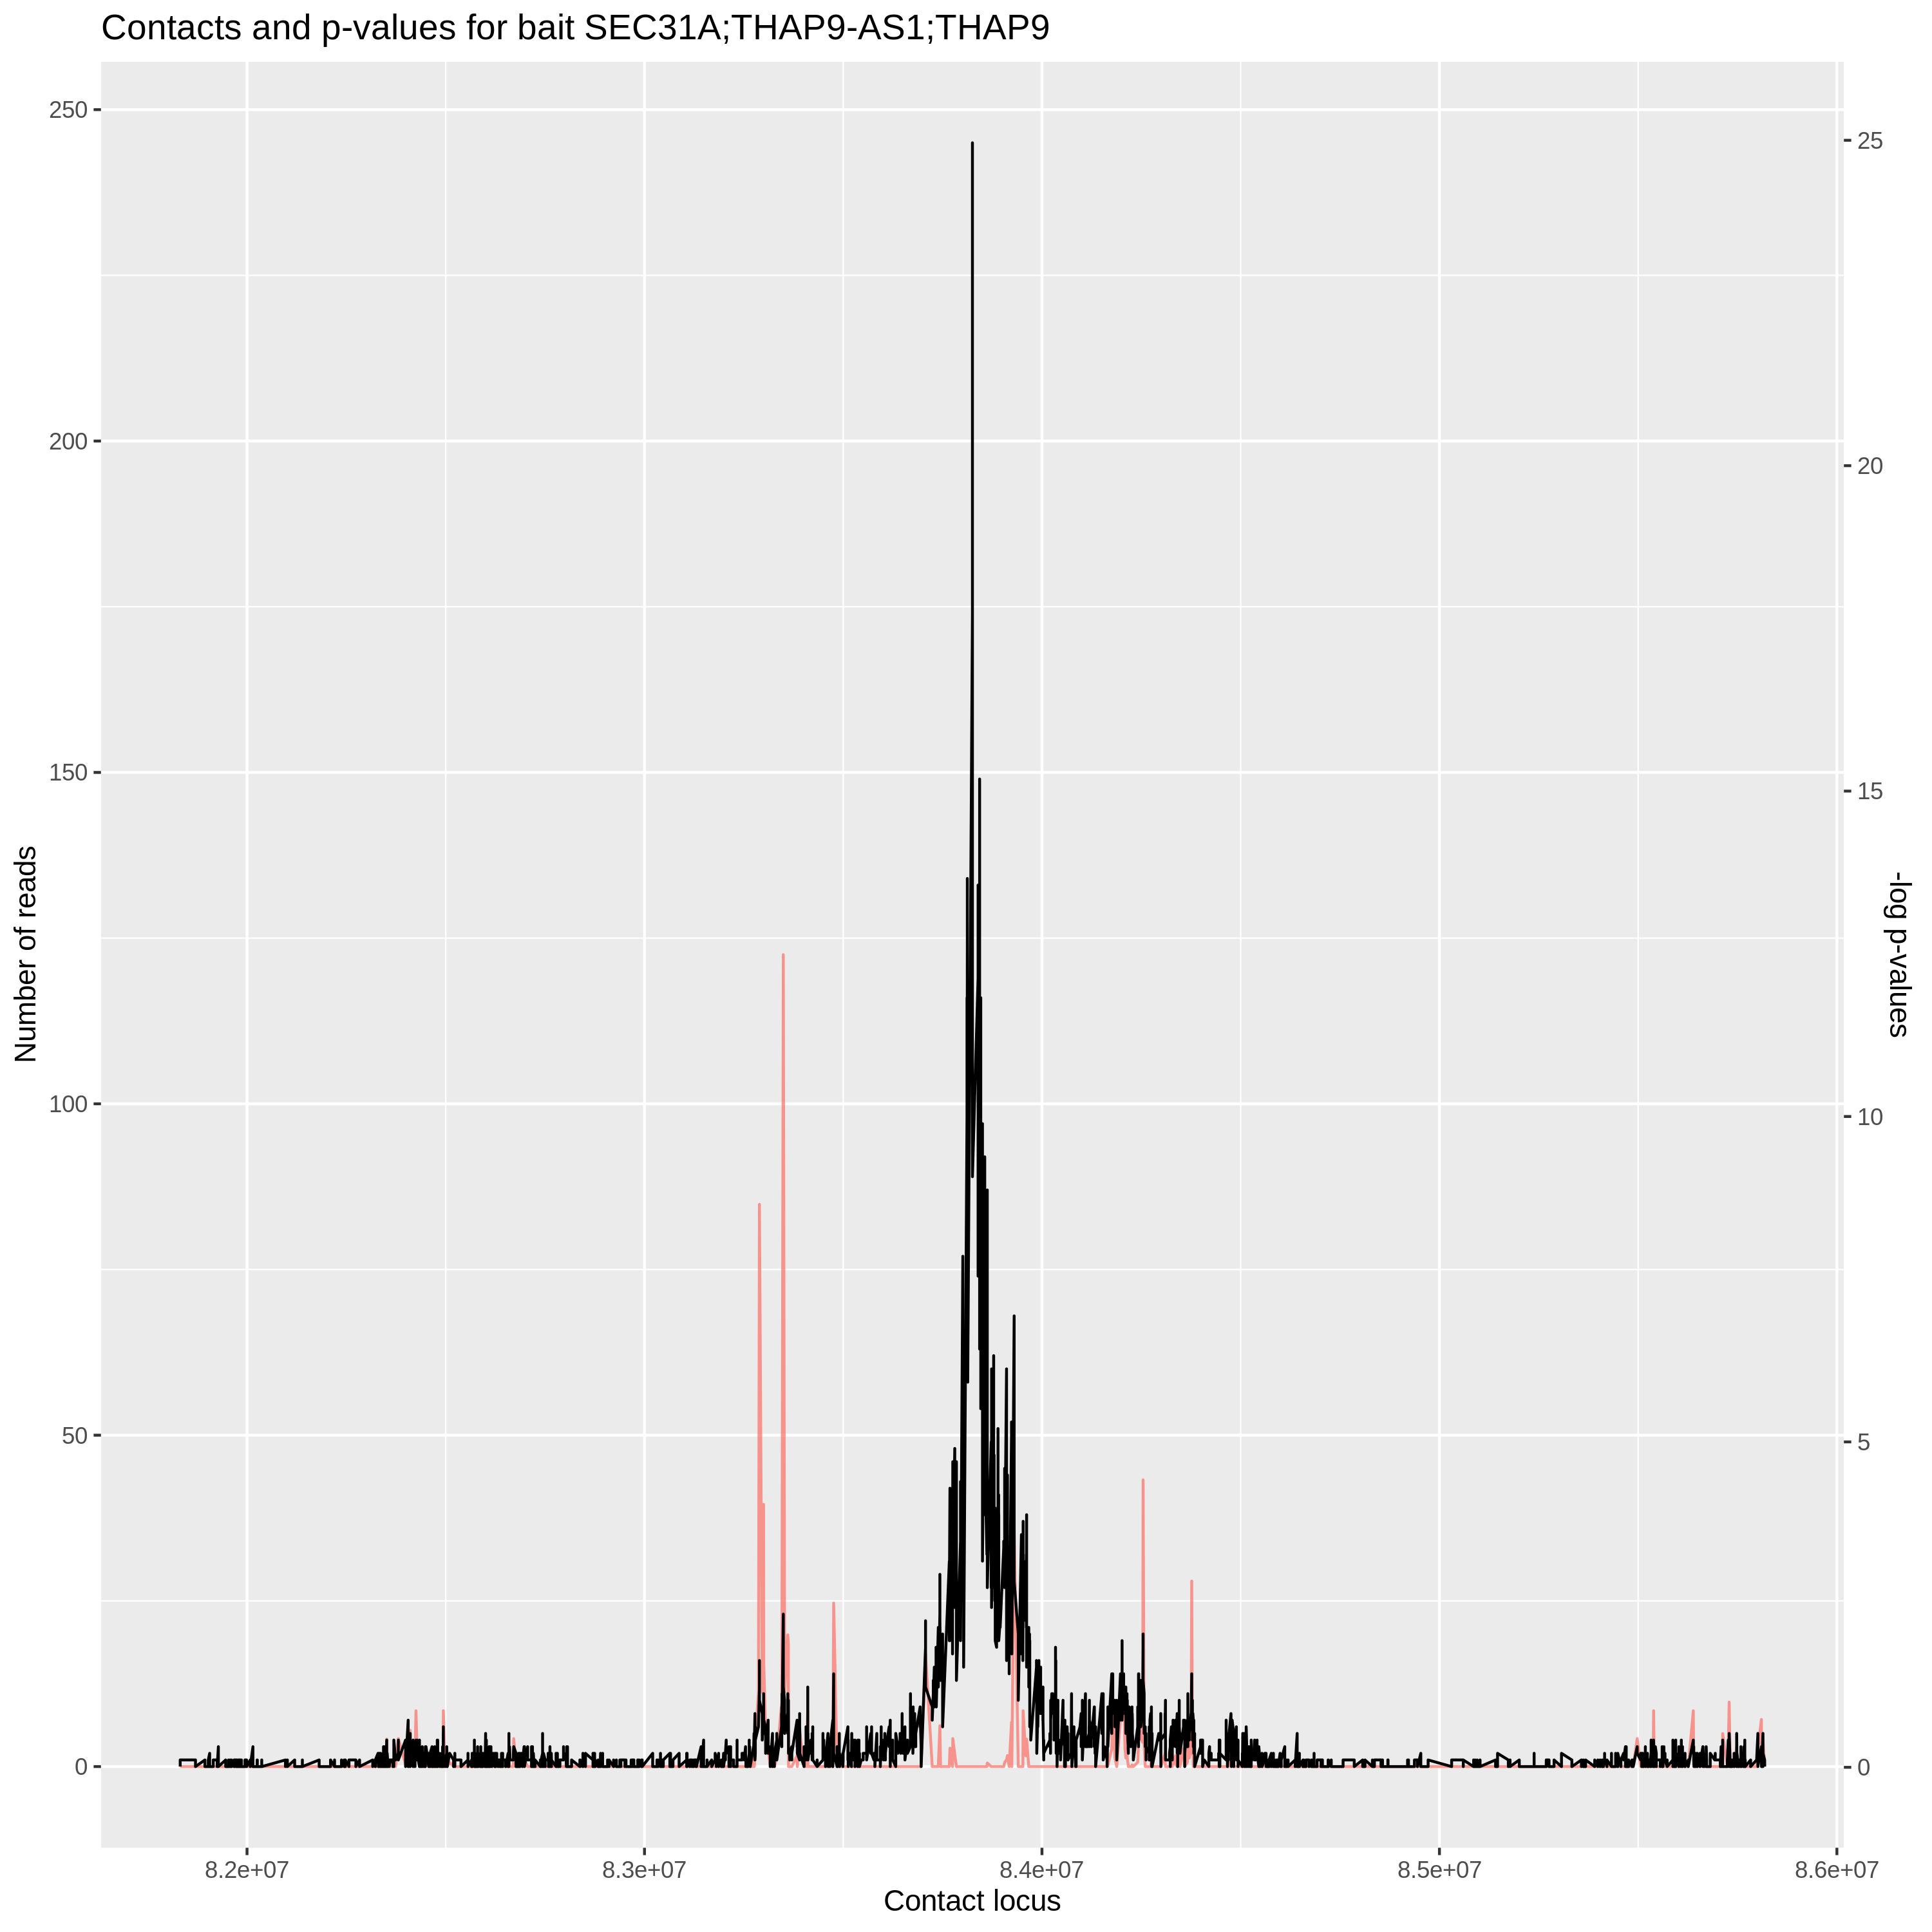 Contacts and p-values for bait SEC31A;THAP9-AS1;THAP9
250
200
150
100
50
0
Number of reads
25
20
15
10
5
0
-log p-values
8.2e+07
8.3e+07
8.4e+07
8.5e+07
8.6e+07
Contact locus